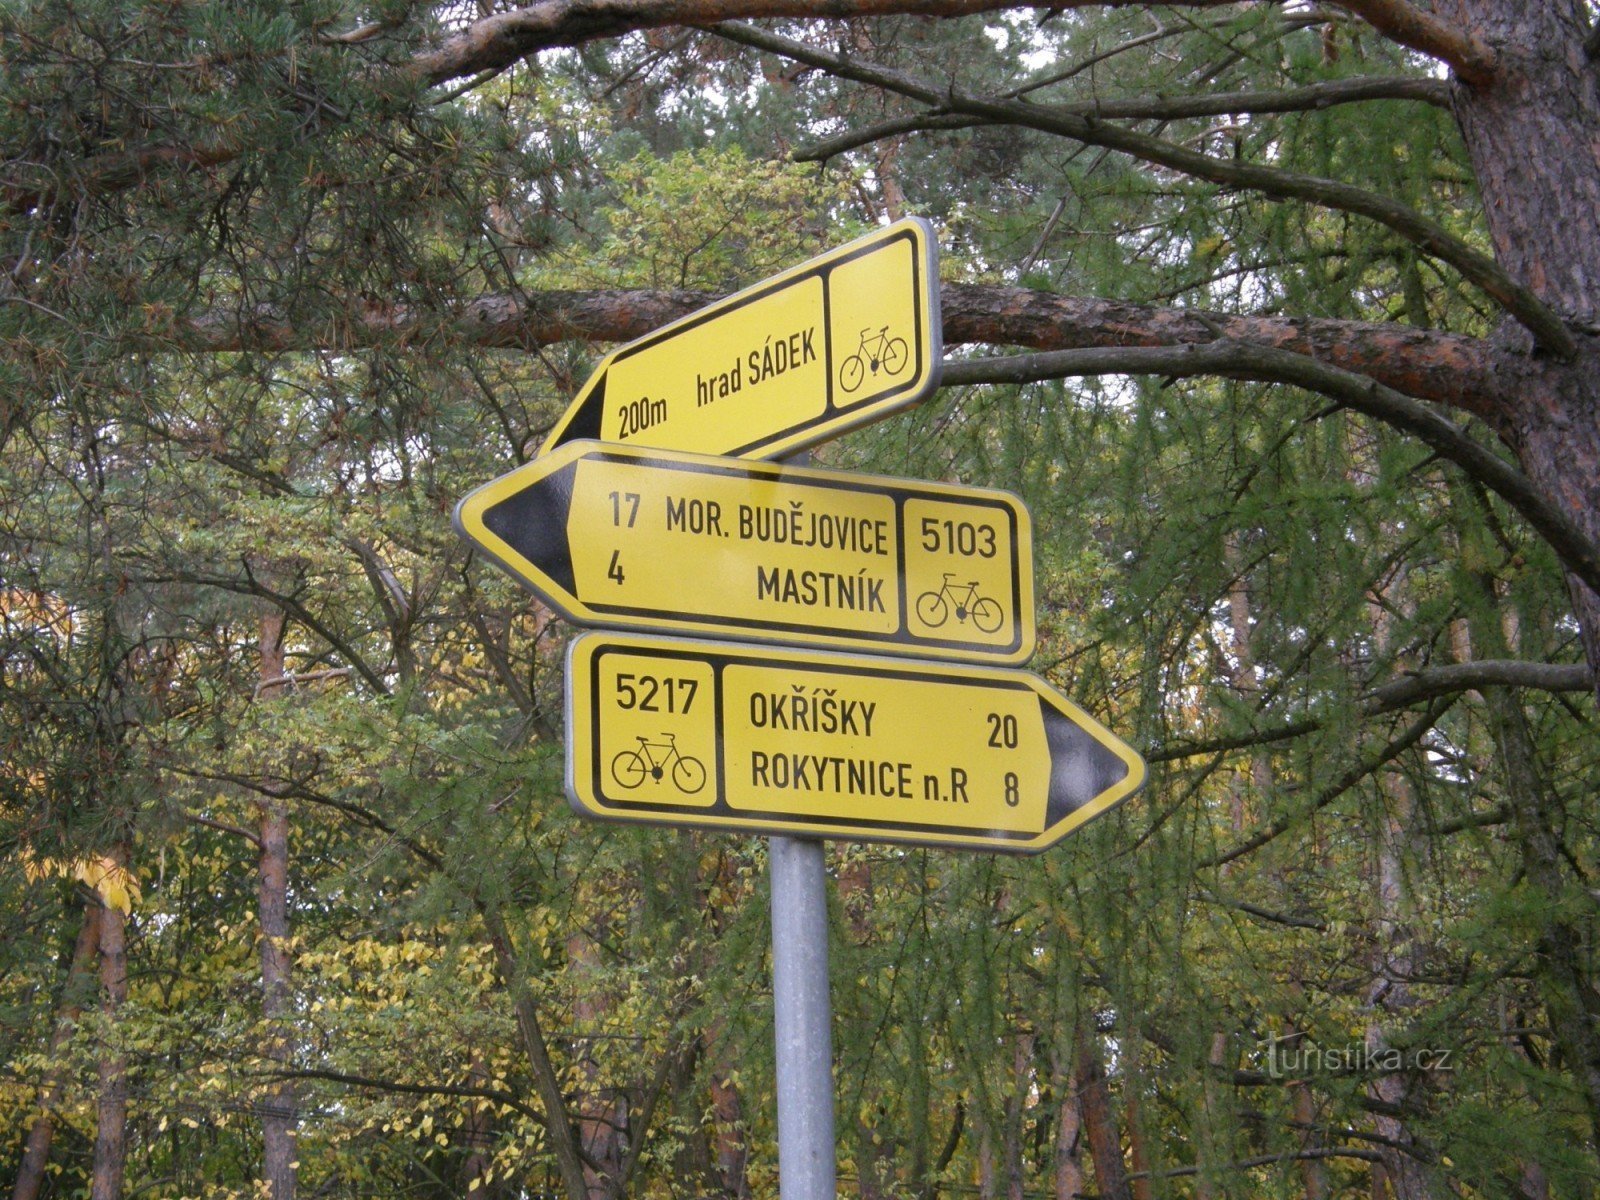 200m hrad SÁDEK
17 MOR. BUDĚJOVICE 5103
4 MASTNÍK
5217 OKŘÍŠKY 20
ROKYTNICE n.R 8
Turistika.cz